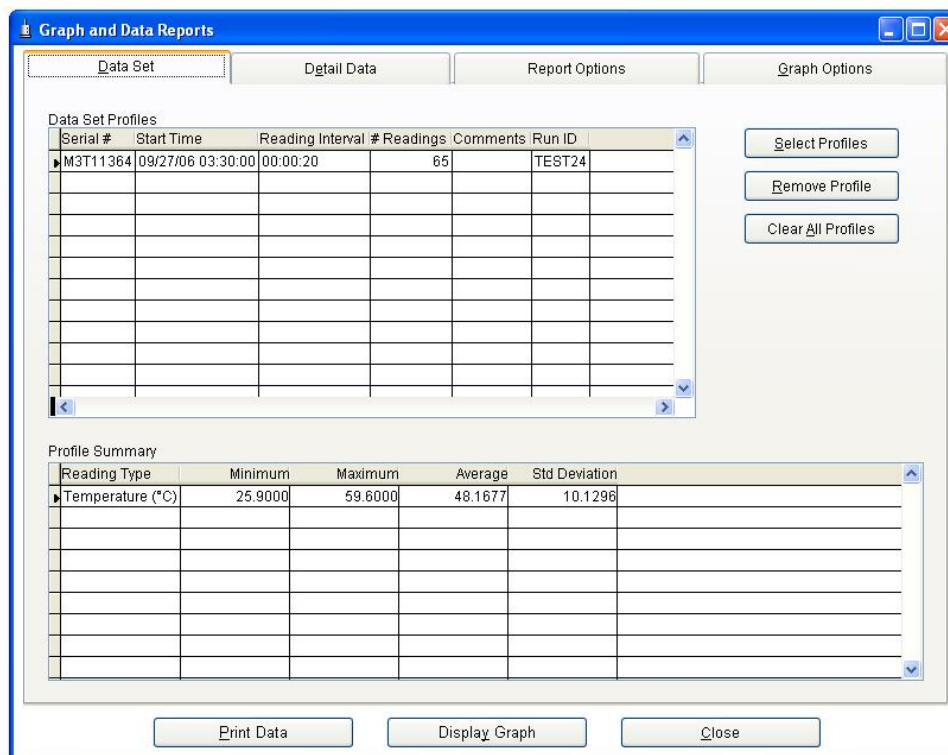 Graph and Data Reports
Data Set Detail Data Report Options Graph Options
Data Set Profiles
Serial # Start Time Reading Interval # Readings Comments Run ID
M3T11364 09/27/06 03:30:00 00:00:20 65 TEST24
Select Profiles
Remove Profile
Clear All Profiles
Profile Summary
Reading Type Minimum Maximum Average Std Deviation
Temperature (°C) 25.9000 59.6000 48.1677 10.1296
Print Data Display Graph Close